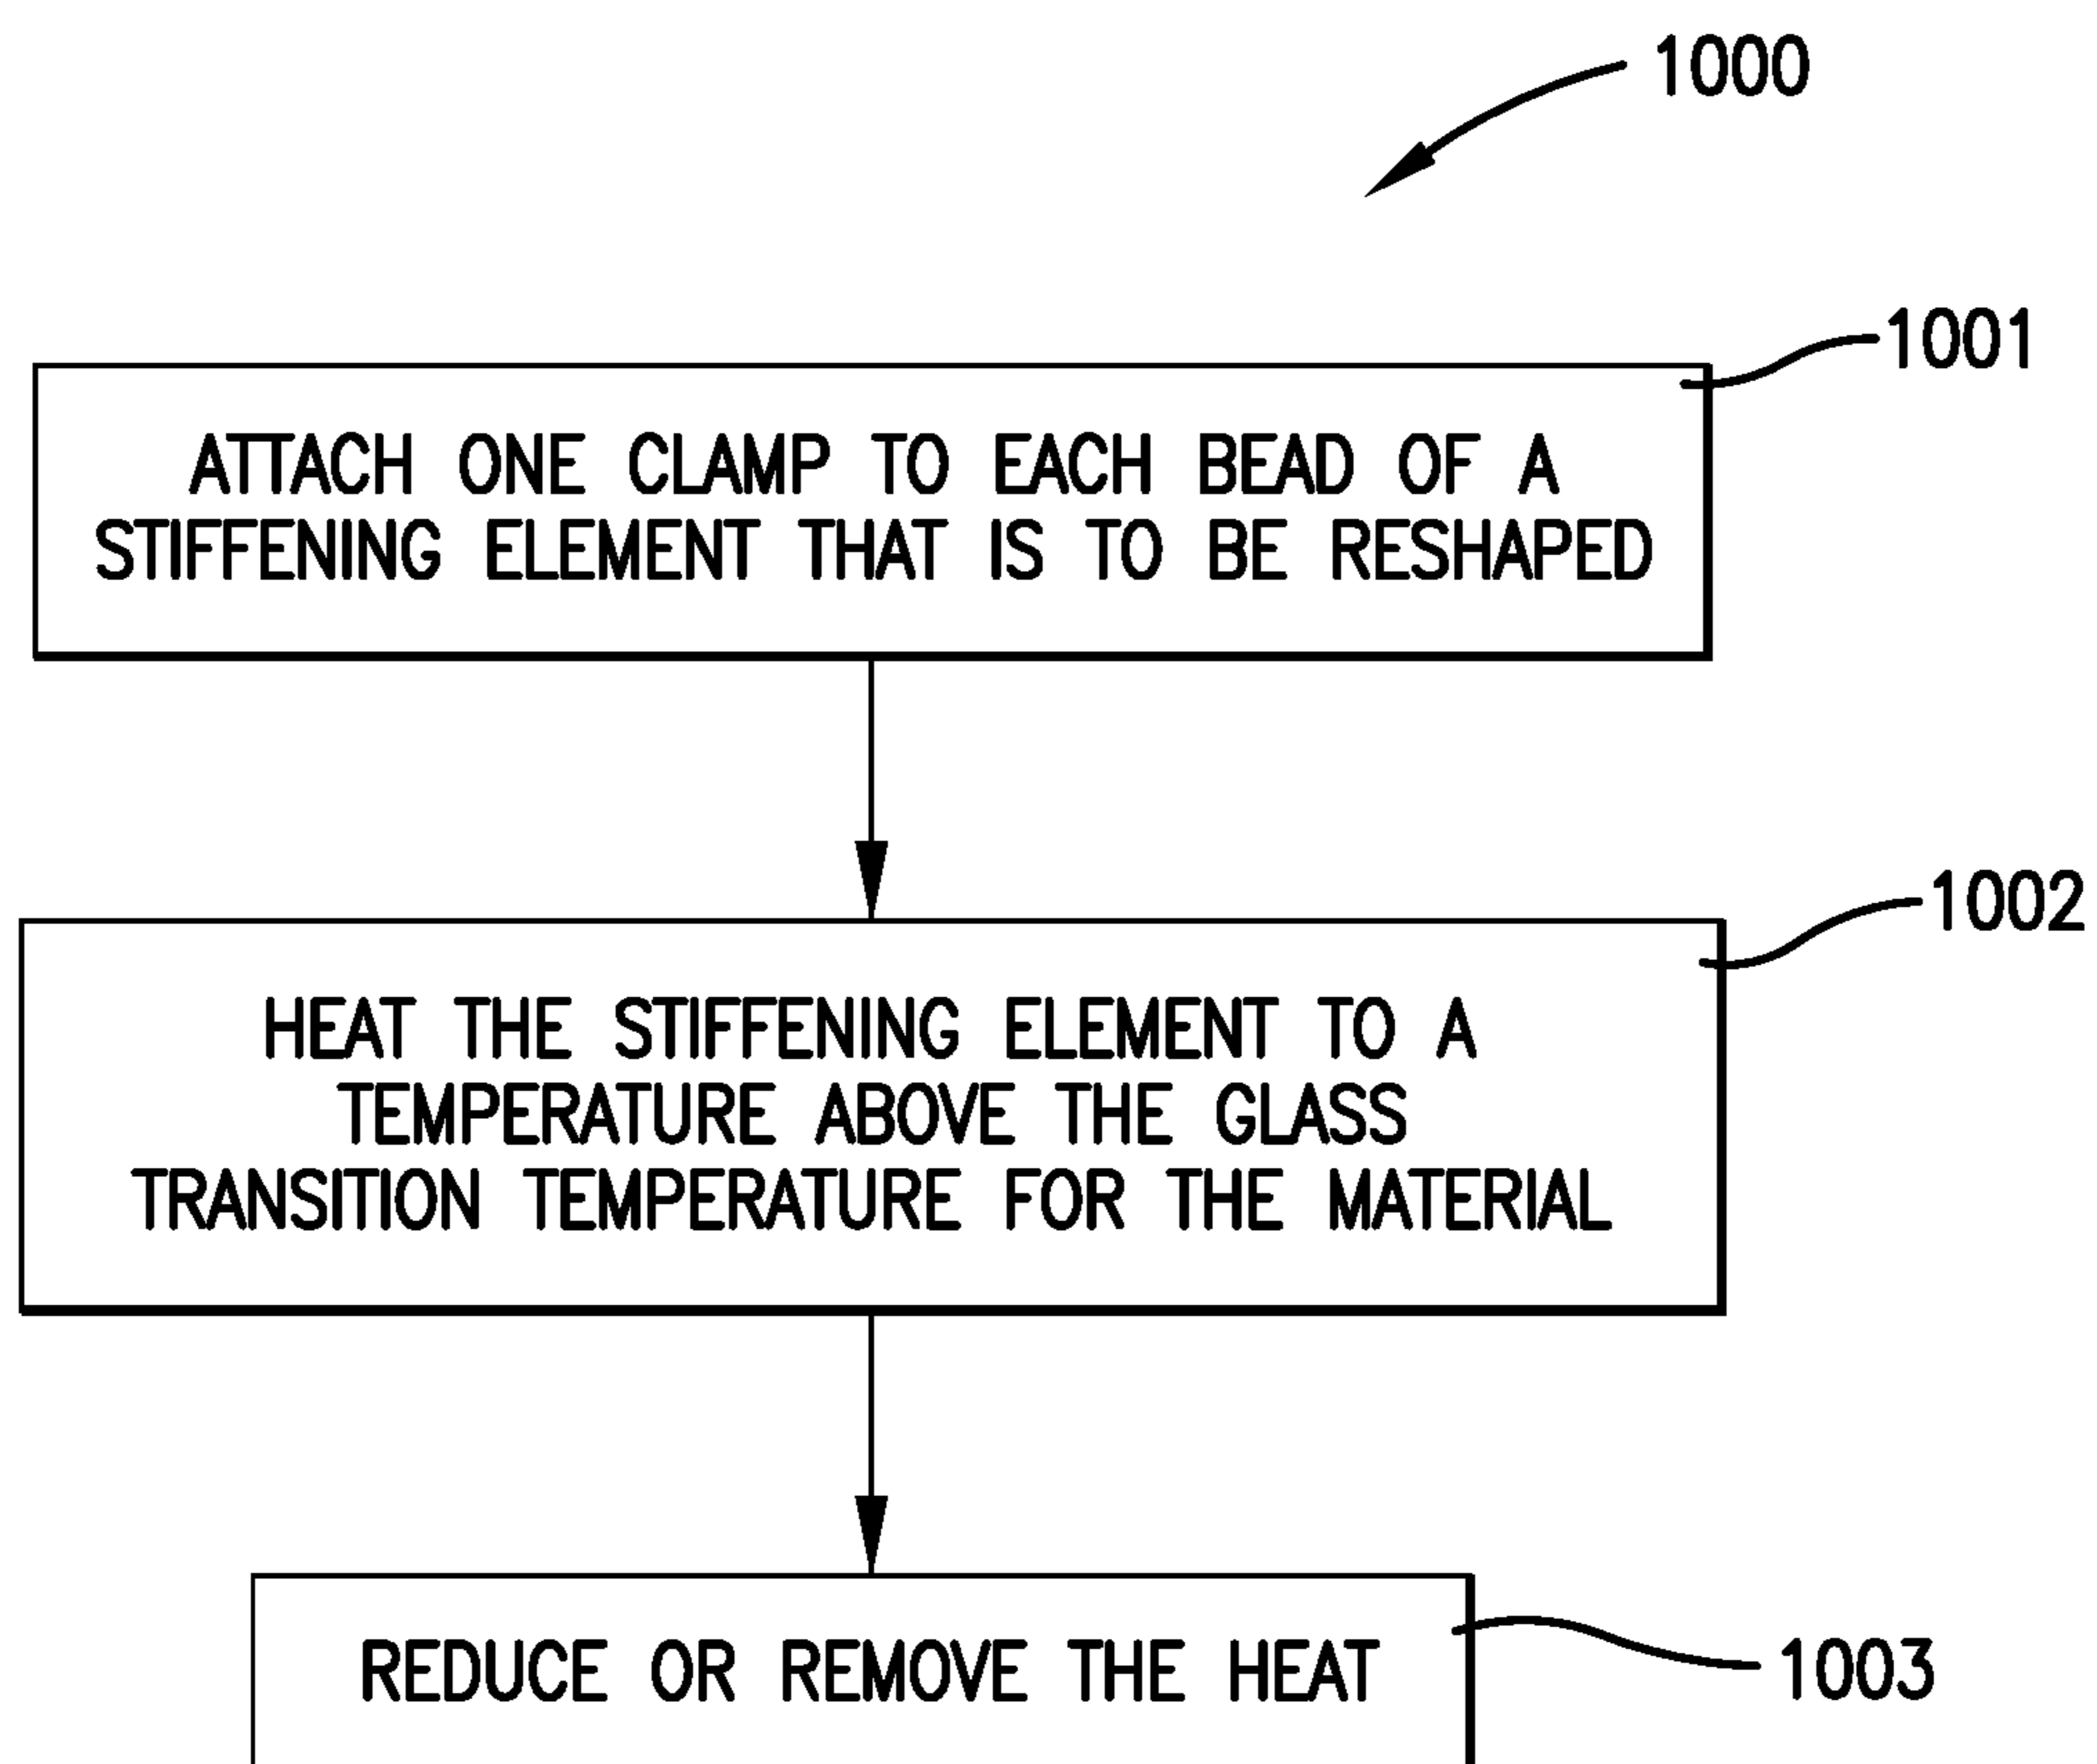 1000
1001
ATTACH ONE CLAMP TO EACH BEAD OF A
STIFFENING ELEMENT THAT IS TO BE RESHAPED
1002
HEAT THE STIFFENING ELEMENT TO A
TEMPERATURE ABOVE THE GLASS
TRANSITION TEMPERATURE FOR THE MATERIAL
REDUCE OR REMOVE THE HEAT
1003